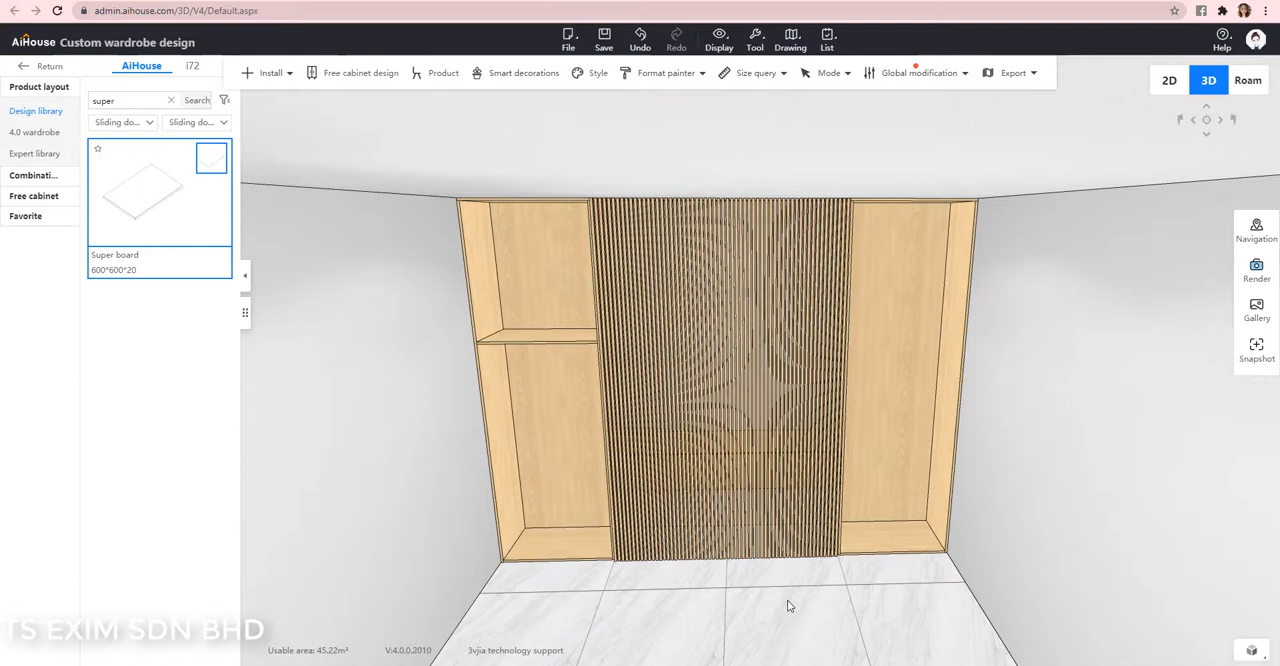 admin.aihouse.com/3D/V4/Default.aspx
AiHouse Custom wardrobe design
File
Save
Undo
Redo
Display
Tool
Drawing
List
Help
Return
AiHouse
i72
Install
Free cabinet design
Product
Smart decorations
Style
Format painter
Size query
Mode
Global modification
Export
2D
3D
Roam
Product layout
Design library
4.0 wardrobe
Expert library
Combinati...
Free cabinet
Favorite
super
Search
Sliding do...
Sliding do...
Super board
600*600*20
Navigation
Render
Gallery
Snapshot
TS EXIM SDN BHD
Usable area: 45.22m²
V:4.0.0.2010
3vjia technology support